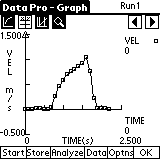 Data Pro - Graph Run1
1.5004
VEL
m/s
-0.500
0 TIME(s) 2.500
VEL
0
TIME
0
Start Store Analyze Data Optns OK